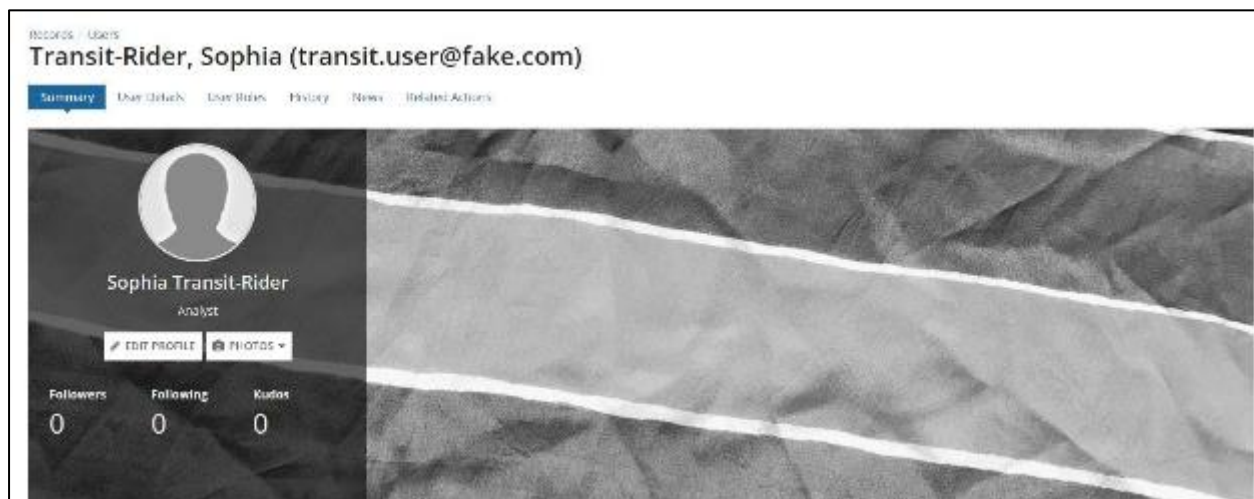 Records / Users
Transit-Rider, Sophia (transit.user@fake.com)
Summary User Details User Roles History News Related Actions
Sophia Transit-Rider
Analyst
EDIT PROFILE PHOTOS
Followers Following Kudos
0 0 0